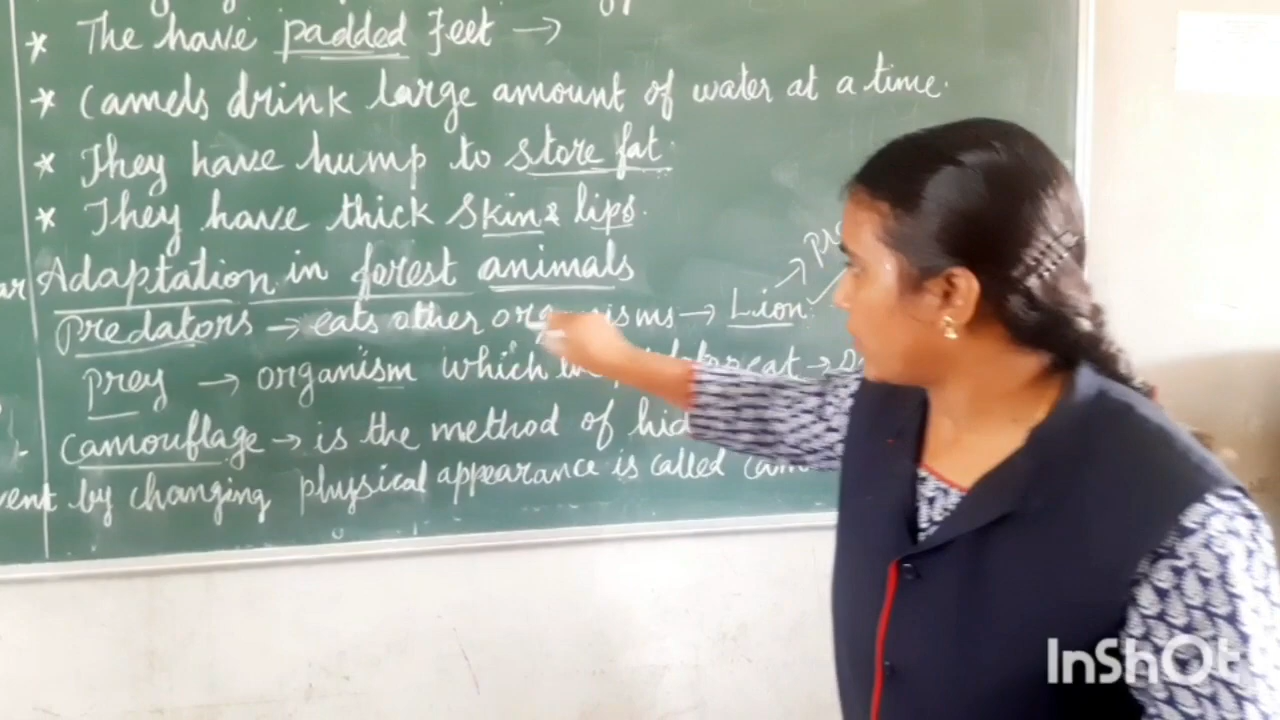 * The have padded feet →
* Camels drink large amount of water at a time.
* They have hump to store fat.
* They have thick skin & lips.
Adaptation in forest animals
Predators → eats other organisms → Lion
prey → organism which eat →
camouflage → is the method of hid
by changing physical appearance is called
InShOt